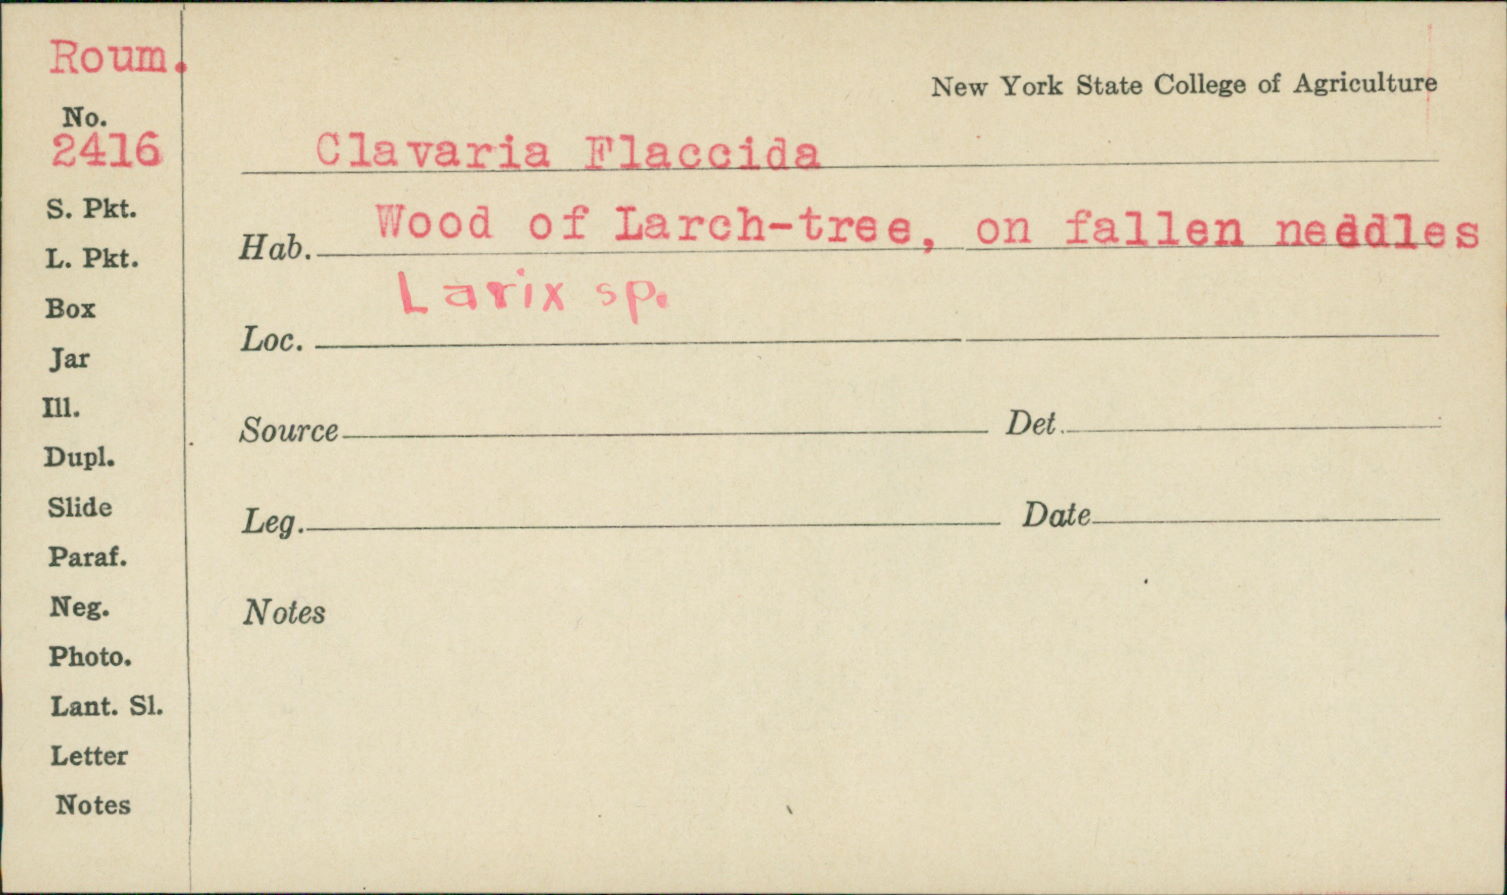 Roum.
New York State College of Agriculture
No.
2416
Clavaria Flaccida
S. Pkt.
Hab. Wood of Larch-tree, on fallen neddles
L. Pkt.
Larix sp.
Box
Loc.
Jar
Ill.
Source Det.
Dupl.
Slide
Leg. Date
Paraf.
Neg.
Notes
Photo.
Lant. Sl.
Letter
Notes